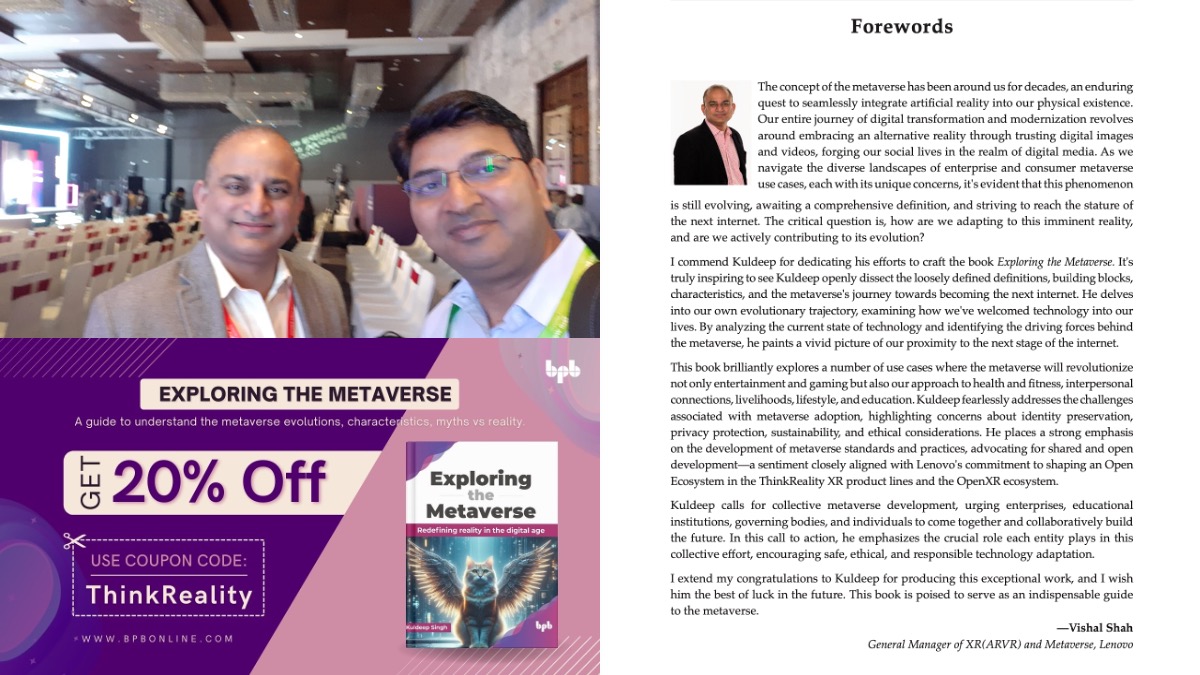 bpb
EXPLORING THE METAVERSE
A guide to understand the metaverse evolutions, characteristics, myths vs reality.
GET
20% Off
USE COUPON CODE:
ThinkReality
WWW.BPBONLINE.COM
Exploring
the
Metaverse
Redefining reality in the digital age
Kuldeep Singh
bpb
Forewords
The concept of the metaverse has been around us for decades, an enduring
quest to seamlessly integrate artificial reality into our physical existence.
Our entire journey of digital transformation and modernization revolves
around embracing an alternative reality through trusting digital images
and videos, forging our social lives in the realm of digital media. As we
navigate the diverse landscapes of enterprise and consumer metaverse
use cases, each with its unique concerns, it's evident that this phenomenon
is still evolving, awaiting a comprehensive definition, and striving to reach the stature of
the next internet. The critical question is, how are we adapting to this imminent reality,
and are we actively contributing to its evolution?
I commend Kuldeep for dedicating his efforts to craft the book Exploring the Metaverse. It's
truly inspiring to see Kuldeep openly dissect the loosely defined definitions, building blocks,
characteristics, and the metaverse's journey towards becoming the next internet. He delves
into our own evolutionary trajectory, examining how we've welcomed technology into our
lives. By analyzing the current state of technology and identifying the driving forces behind
the metaverse, he paints a vivid picture of our proximity to the next stage of the internet.
This book brilliantly explores a number of use cases where the metaverse will revolutionize
not only entertainment and gaming but also our approach to health and fitness, interpersonal
connections, livelihoods, lifestyle, and education. Kuldeep fearlessly addresses the challenges
associated with metaverse adoption, highlighting concerns about identity preservation,
privacy protection, sustainability, and ethical considerations. He places a strong emphasis
on the development of metaverse standards and practices, advocating for shared and open
development—a sentiment closely aligned with Lenovo's commitment to shaping an Open
Ecosystem in the ThinkReality XR product lines and the OpenXR ecosystem.
Kuldeep calls for collective metaverse development, urging enterprises, educational
institutions, governing bodies, and individuals to come together and collaboratively build
the future. In this call to action, he emphasizes the crucial role each entity plays in this
collective effort, encouraging safe, ethical, and responsible technology adaptation.
I extend my congratulations to Kuldeep for producing this exceptional work, and I wish
him the best of luck in the future. This book is poised to serve as an indispensable guide
to the metaverse.
—Vishal Shah
General Manager of XR(ARVR) and Metaverse, Lenovo